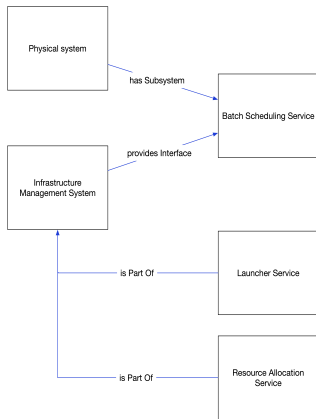 Physical system
has Subsystem
Batch Scheduling Service
provides Interface
Infrastructure
Management System
is Part Of
Launcher Service
is Part Of
Resource Allocation
Service